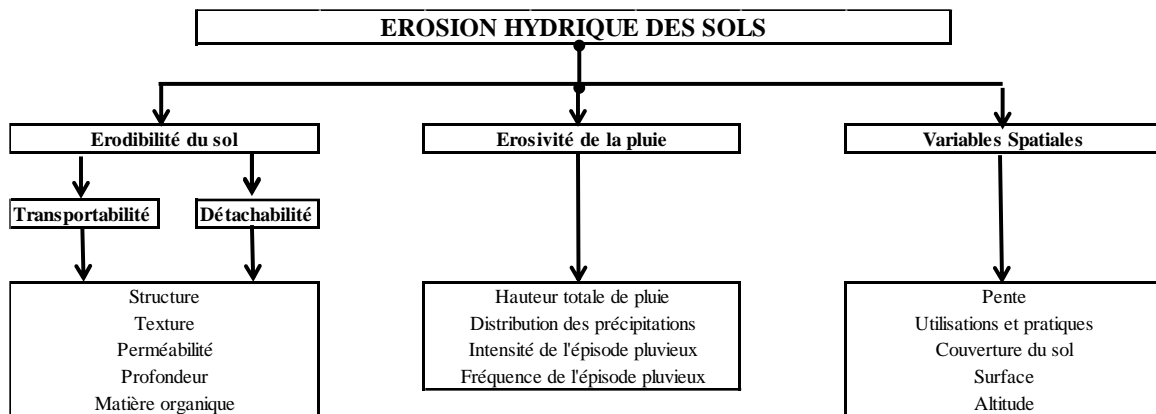 EROSION HYDRIQUE DES SOLS
Erodibilité du sol
Erosivité de la pluie
Variables Spatiales
Transportabilité
Détachabilité
Structure
Texture
Perméabilité
Profondeur
Matière organique
Hauteur totale de pluie
Distribution des précipitations
Intensité de l'épisode pluvieux
Fréquence de l'épisode pluvieux
Pente
Utilisations et pratiques
Couverture du sol
Surface
Altitude